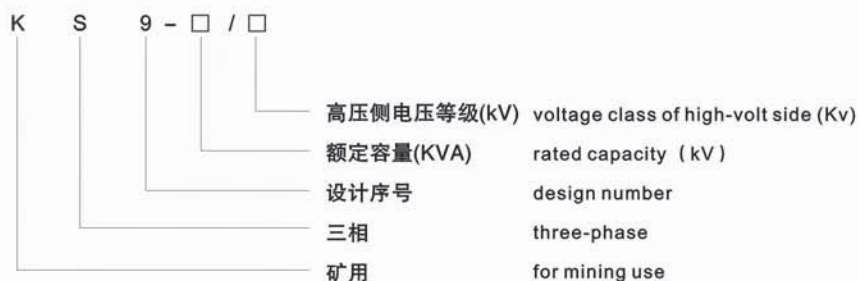 K S 9 - □ / □
高压侧电压等级(kV) voltage class of high-volt side (Kv)
额定容量(KVA) rated capacity (kV)
设计序号 design number
三相 three-phase
矿用 for mining use